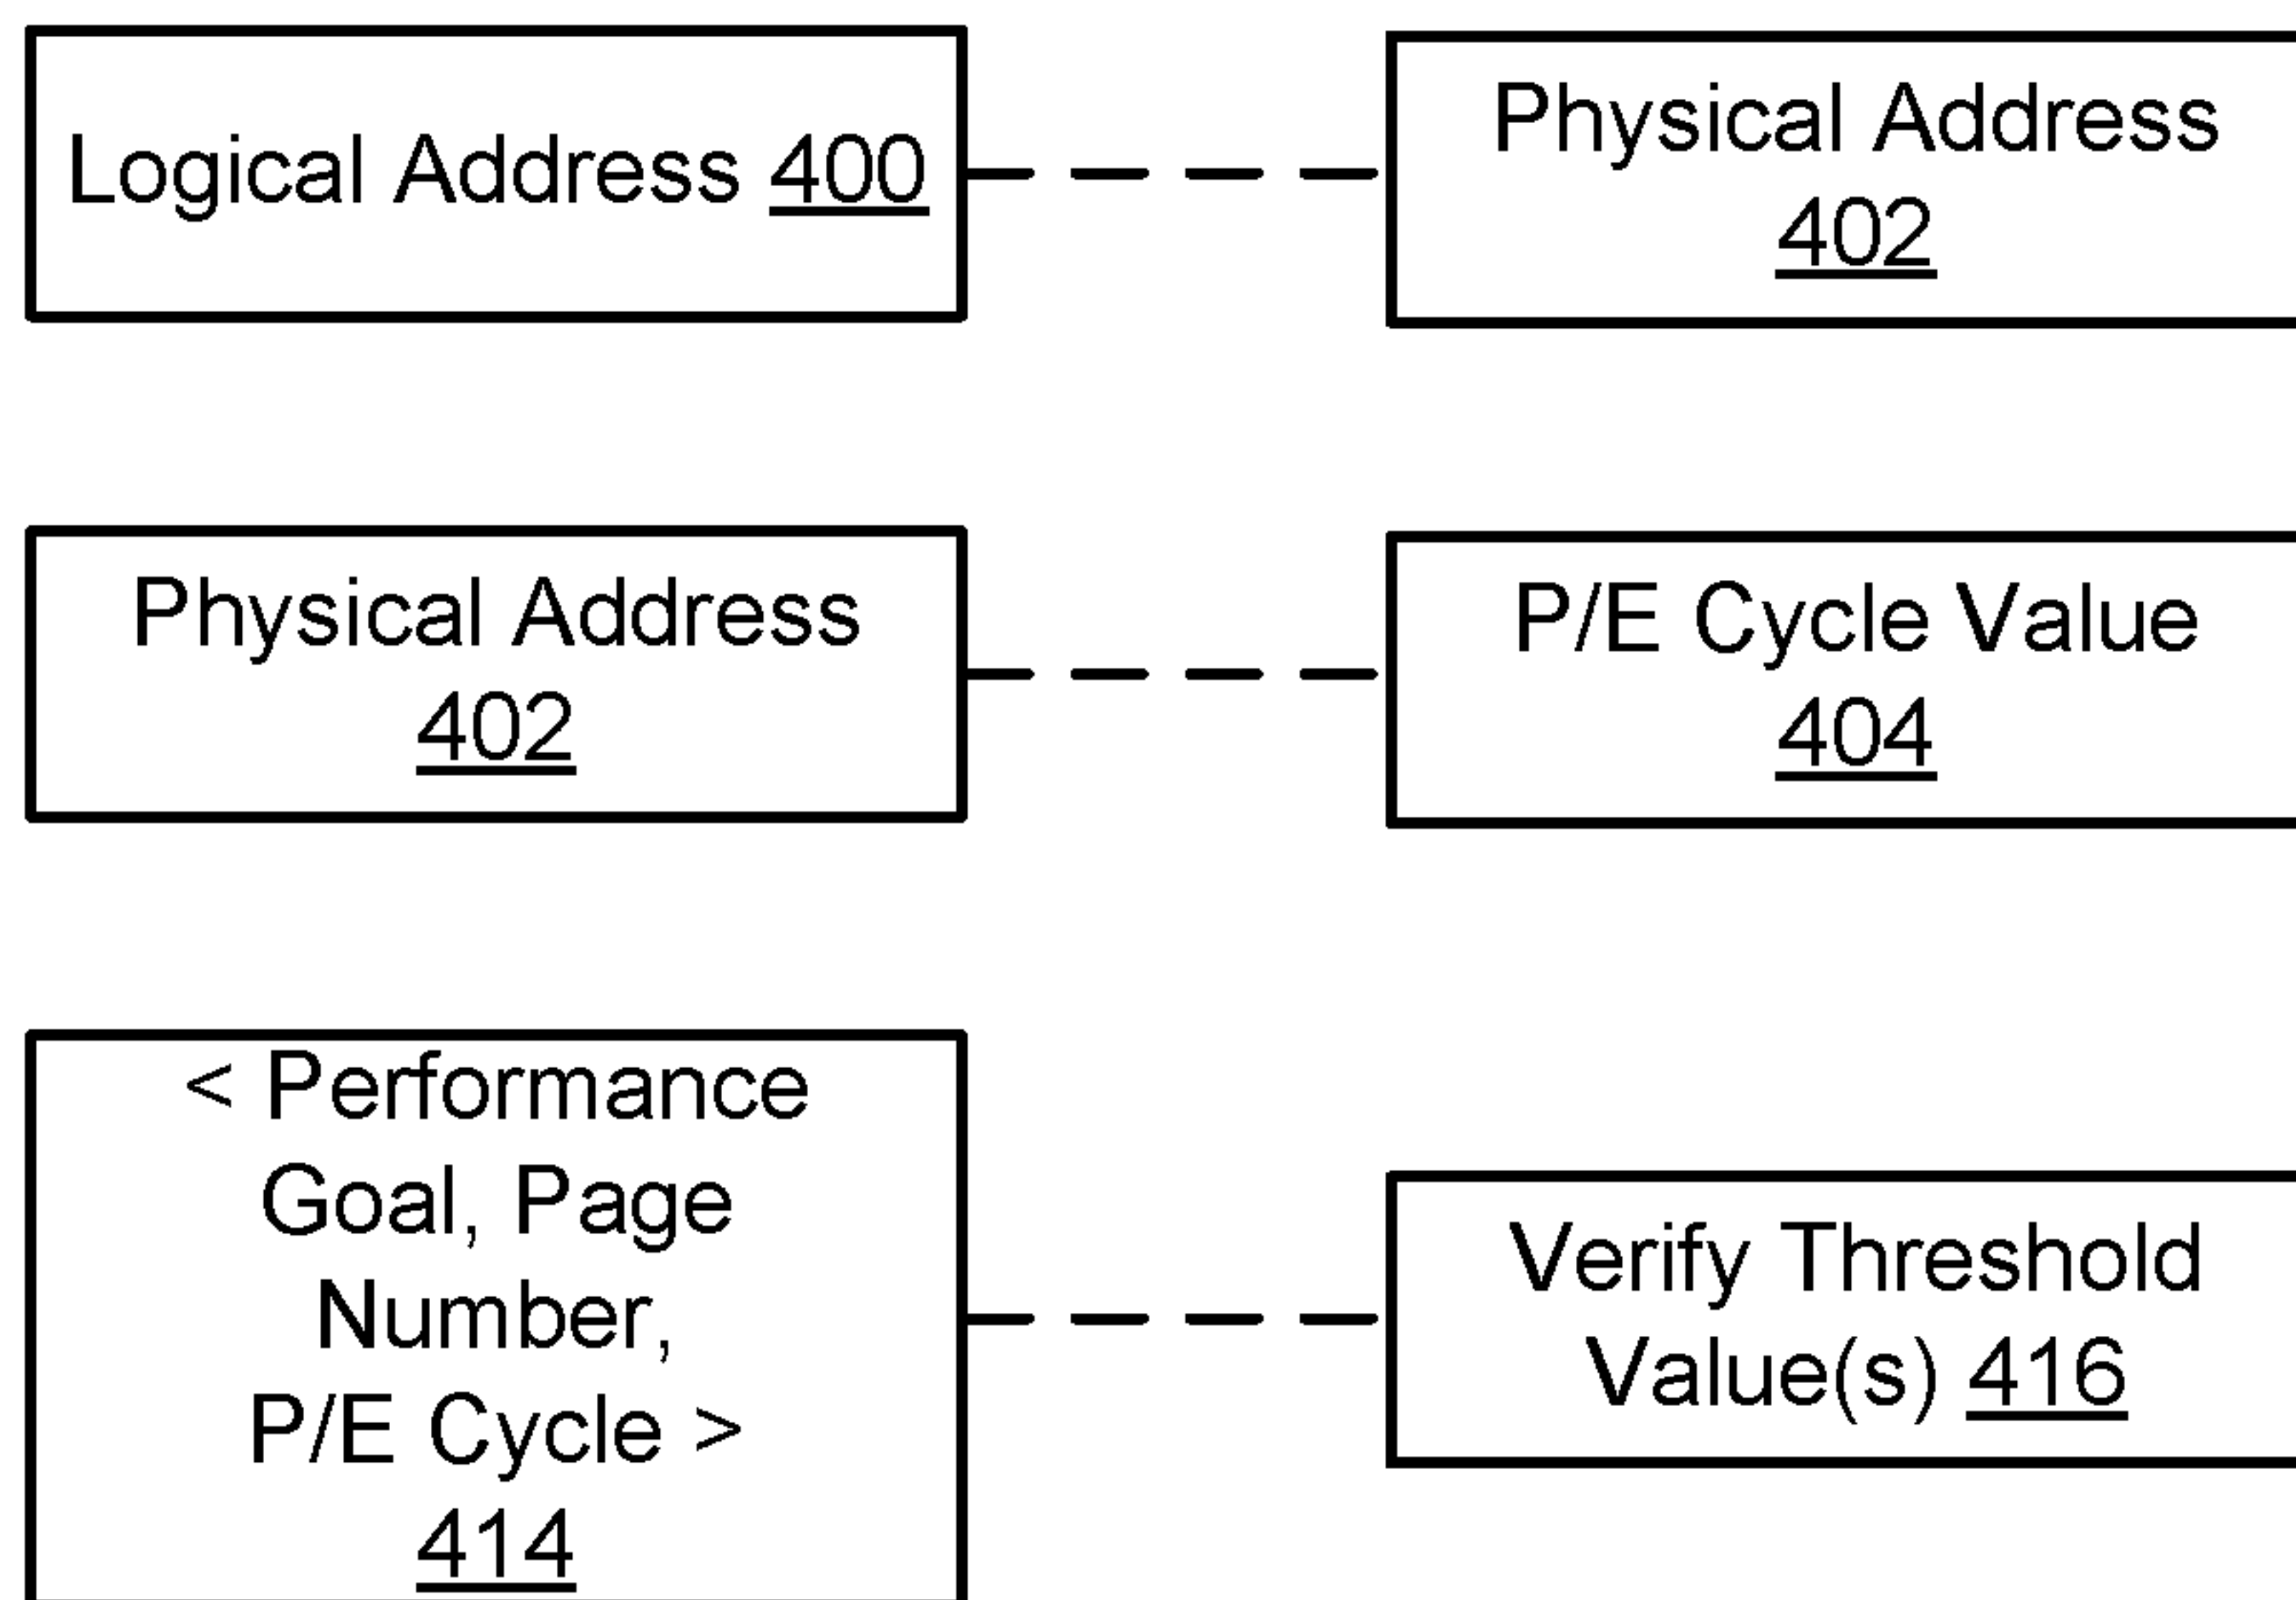 Logical Address 400
Physical Address
402
Physical Address
402
P/E Cycle Value
404
< Performance
Goal, Page
Number,
P/E Cycle >
414
Verify Threshold
Value(s) 416